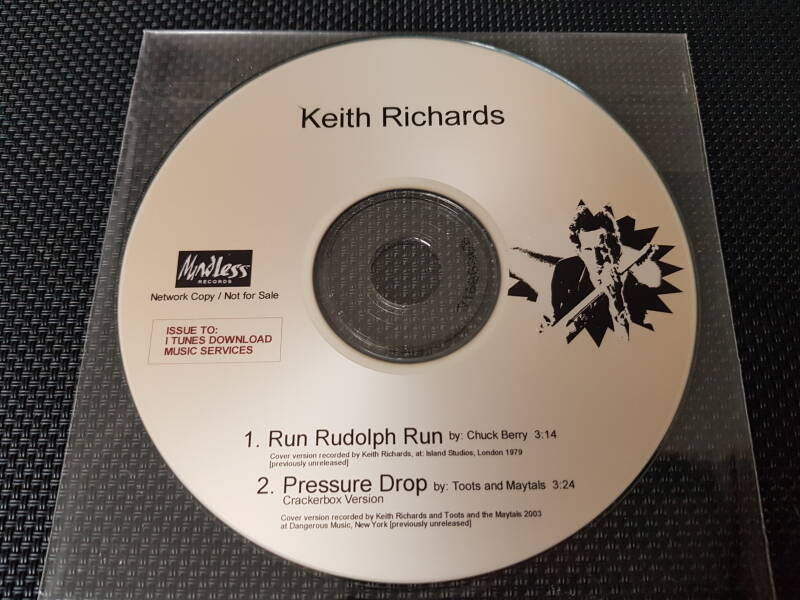 Keith Richards
Mindless
RECORDS
Network Copy / Not for Sale
ISSUE TO:
I TUNES DOWNLOAD
MUSIC SERVICES
1. Run Rudolph Run by: Chuck Berry 3:14
Cover version recorded by Keith Richards, at: Island Studios, London 1979
[previously unreleased]
2. Pressure Drop by: Toots and Maytals 3:24
Crackerbox Version
Cover version recorded by Keith Richards and Toots and the Maytals 2003
at Dangerous Music, New York [previously unreleased]